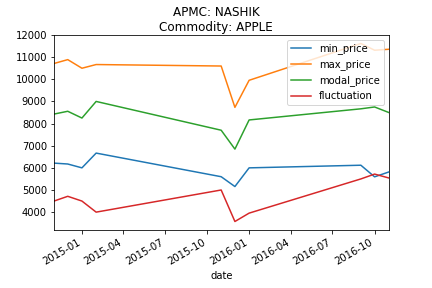 APMC: NASHIK
Commodity: APPLE
12000
11000
10000
9000
8000
7000
6000
5000
4000
min_price
max_price
modal_price
fluctuation
2015-01
2015-04
2015-07
2015-10
2016-01
2016-04
2016-07
2016-10
date